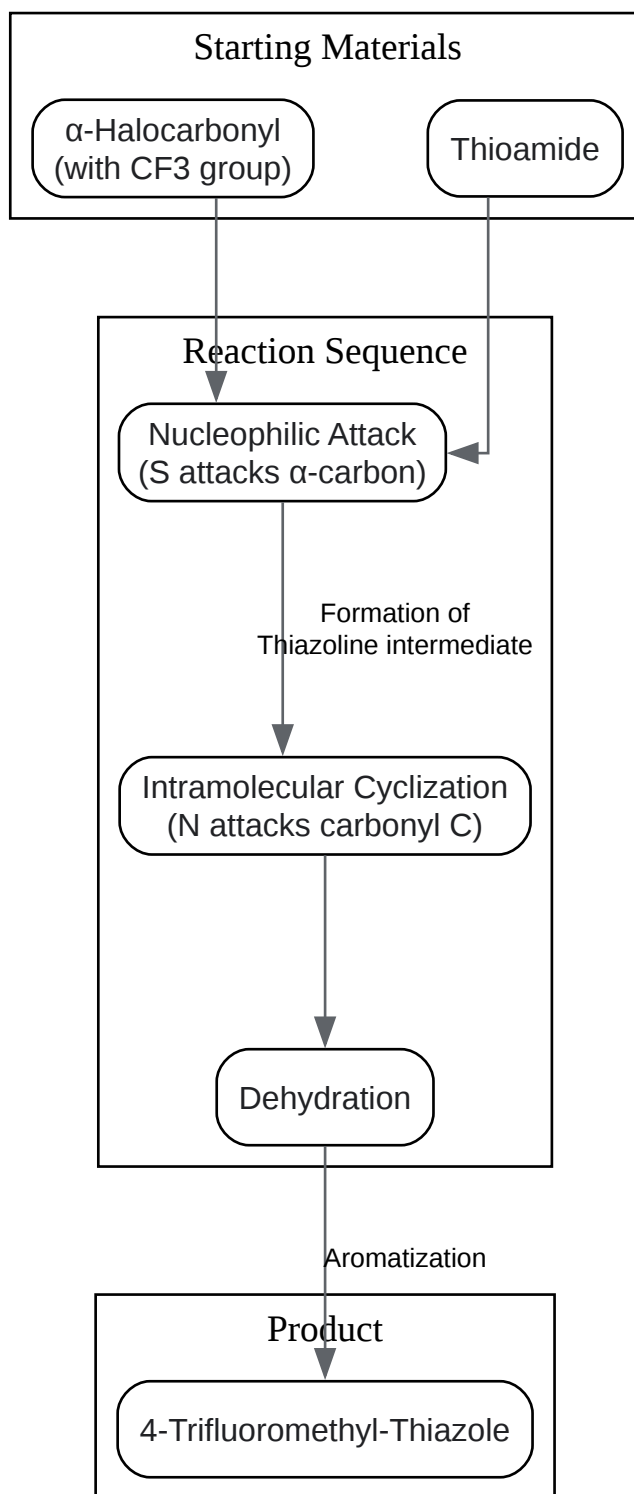 Starting Materials
α-Halocarbonyl
(with CF3 group)
Thioamide
Reaction Sequence
Nucleophilic Attack
(S attacks α-carbon)
Formation of
Thiazoline intermediate
Intramolecular Cyclization
(N attacks carbonyl C)
Dehydration
Aromatization
Product
4-Trifluoromethyl-Thiazole